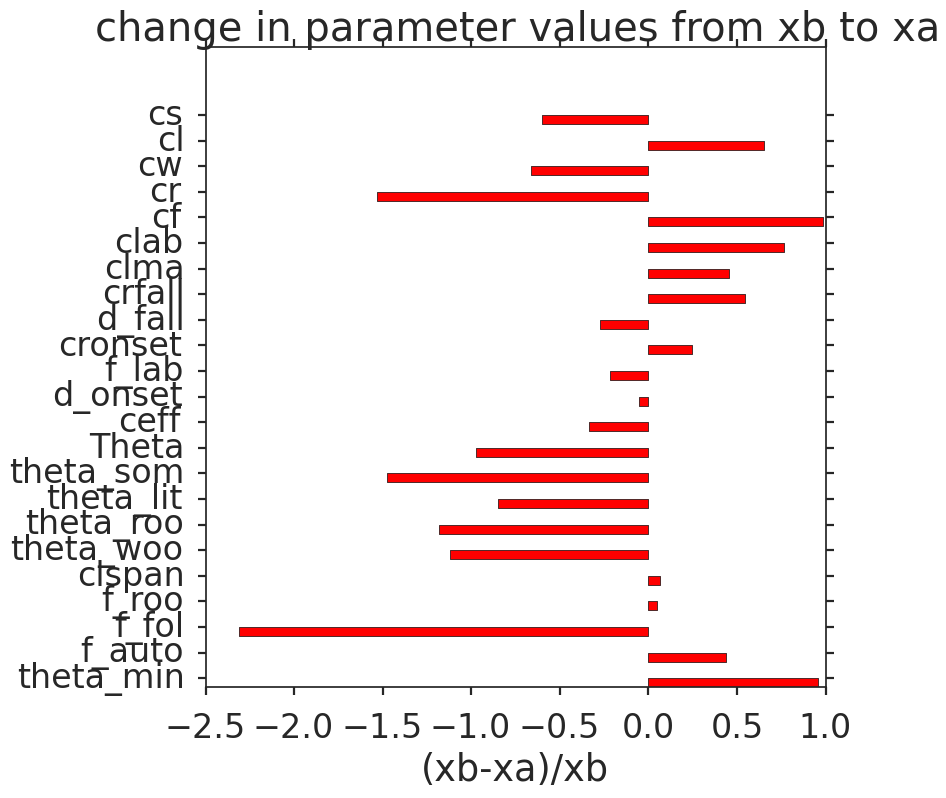 change in parameter values from xb to xa
cs
cl
cw
cr
cf
clab
clma
crfall
d_fall
cronset
f_lab
d_onset
ceff
Theta
theta_som
theta_lit
theta_roo
theta_woo
clspan
f_roo
f_fol
f_auto
theta_min
−2.5 −2.0 −1.5 −1.0 −0.5 0.0 0.5 1.0
(xb-xa)/xb